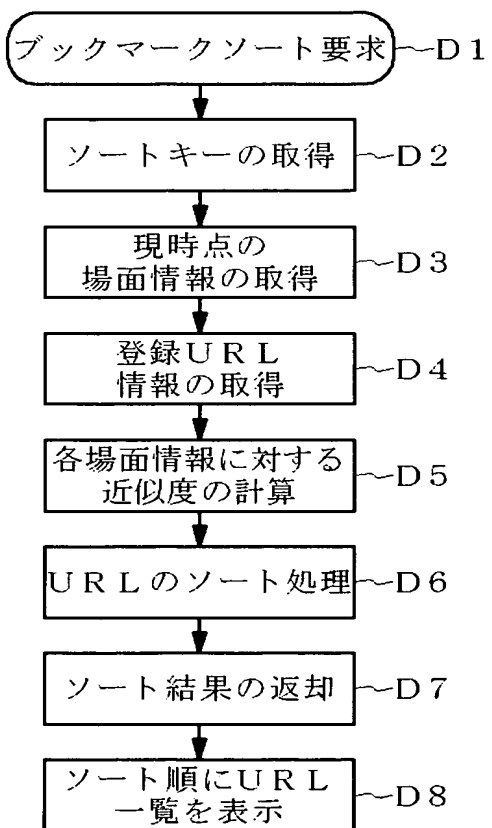 ブックマークソート要求 D1
ソートキーの取得 D2
現時点の
場面情報の取得 D3
登録URL
情報の取得 D4
各場面情報に対する
近似度の計算 D5
URLのソート処理 D6
ソート結果の返却 D7
ソート順にURL
一覧を表示 D8